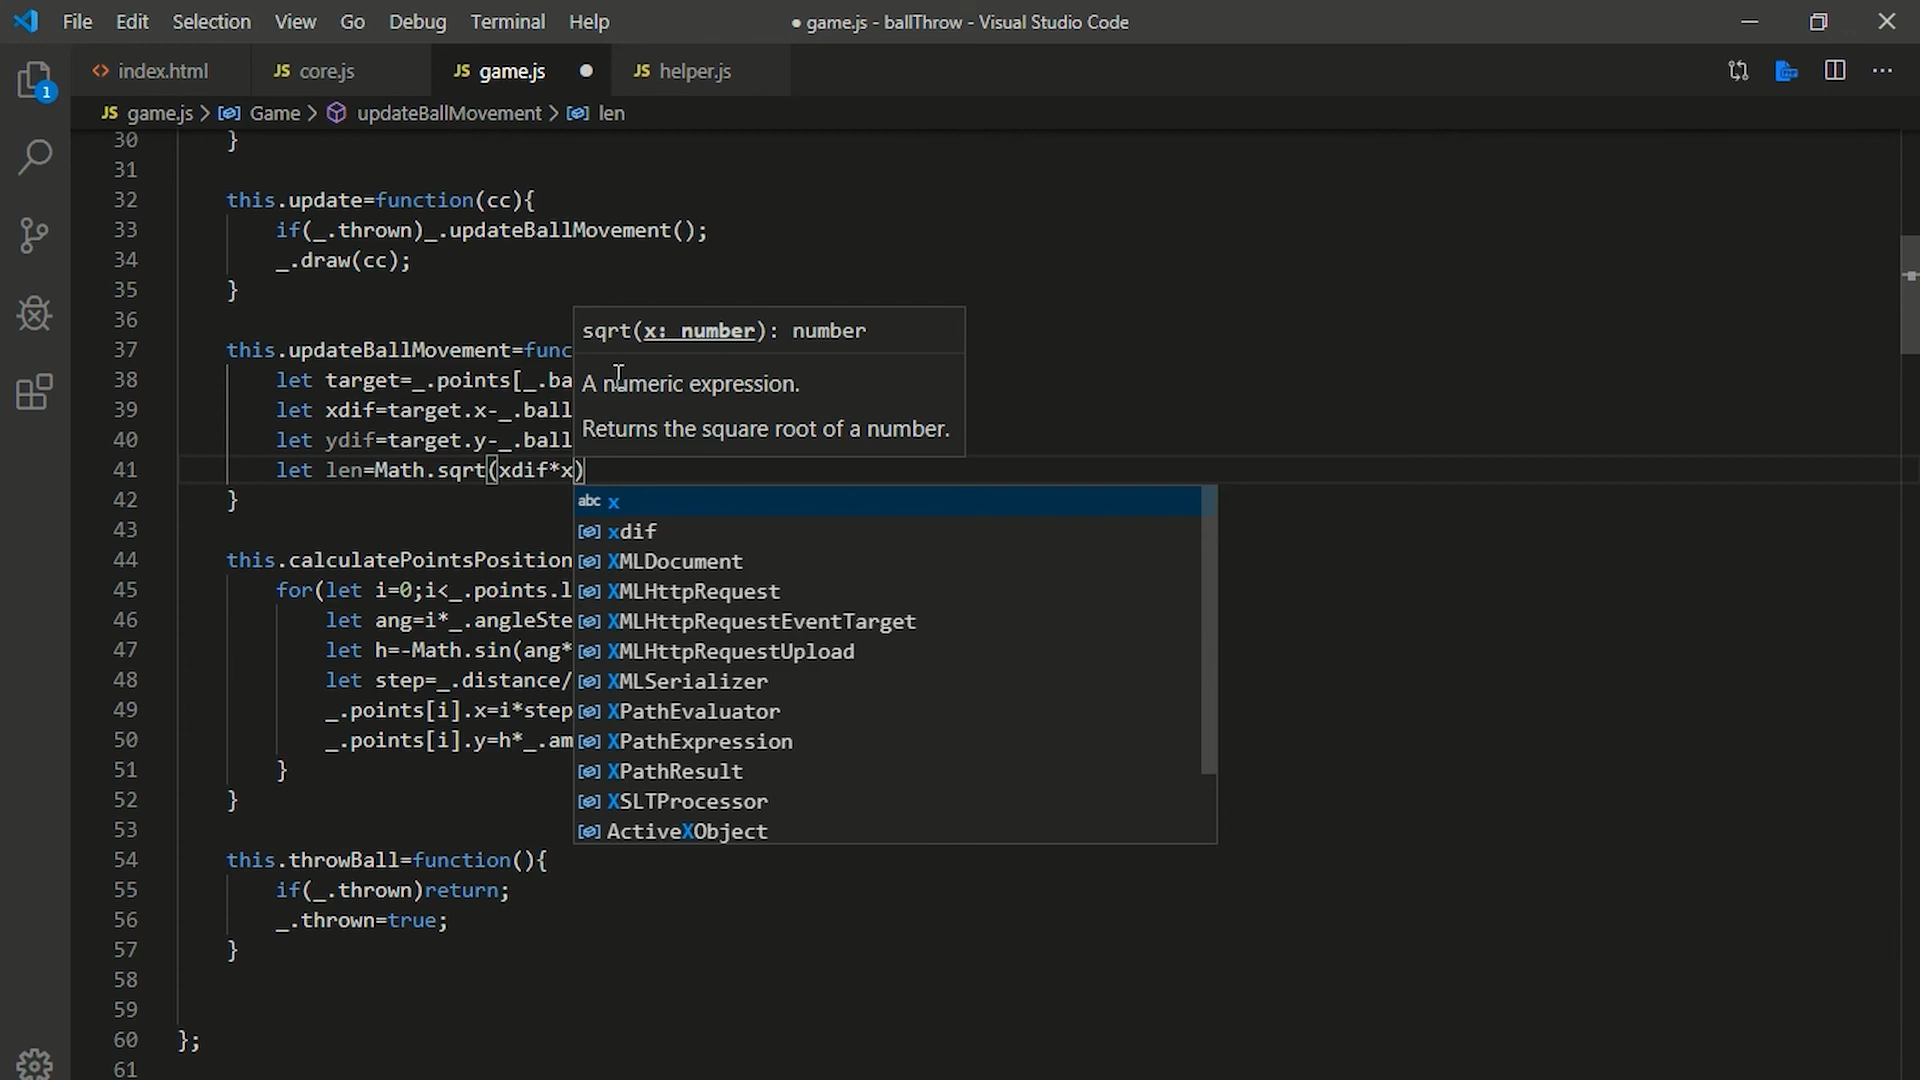 File Edit Selection View Go Debug Terminal Help
● game.js - ballThrow - Visual Studio Code
<> index.html
JS core.js
JS game.js ●
JS helper.js
1
JS game.js > Game > updateBallMovement > len
30 }
31
32 this.update=function(cc){
33 if(_.thrown)_.updateBallMovement();
34 _.draw(cc);
35 }
36
sqrt(x: number): number
37 this.updateBallMovement=func
38 let target=_.points[_.ba
A numeric expression.
39 let xdif=target.x-_.ball
Returns the square root of a number.
40 let ydif=target.y-_.ball
41 let len=Math.sqrt(xdif*x)
42 }
abc x
43
xdif
44 this.calculatePointsPosition
XMLDocument
45 for(let i=0;i<_.points.l
XMLHttpRequest
46 let ang=i*_.angleSte
XMLHttpRequestEventTarget
47 let h=-Math.sin(ang*
XMLHttpRequestUpload
48 let step=_.distance/
XMLSerializer
49 _.points[i].x=i*step
XPathEvaluator
50 _.points[i].y=h*_.am
XPathExpression
51 }
XPathResult
52 }
XSLTProcessor
53
ActiveXObject
54 this.throwBall=function(){
55 if(_.thrown)return;
56 _.thrown=true;
57 }
58
59
60 };
61